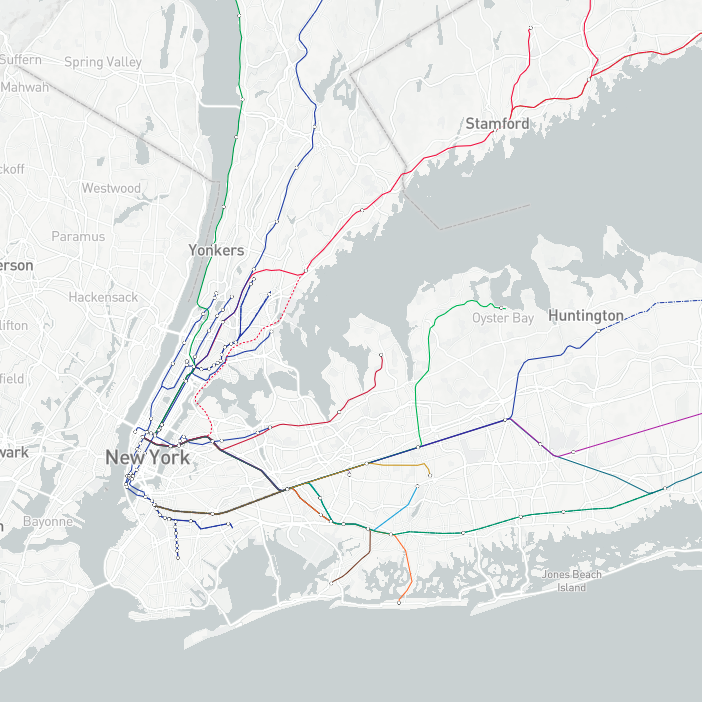 Suffern
Spring Valley
Mahwah
Stamford
ckoff
Westwood
Paramus
Yonkers
erson
Hackensack
Huntington
Oyster Bay
lifton
field
New York
wark
Bayonne
n
Jones Beach
Island